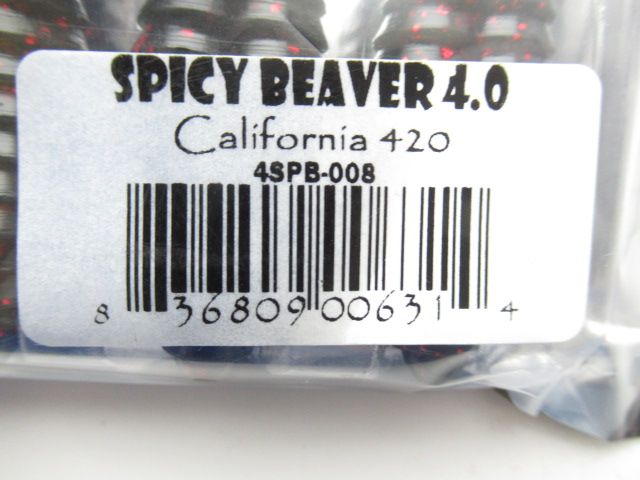 SPICY BEAVER 4.0
California 420
4SPB-008
8 36809 00631 4